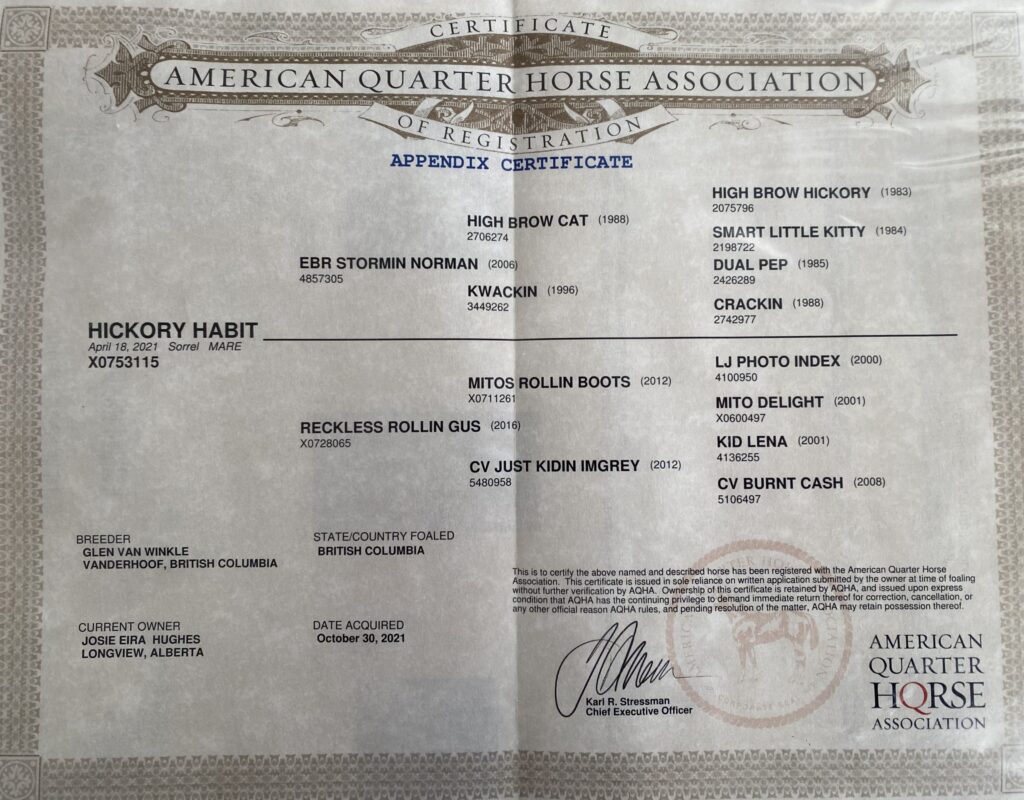 CERTIFICATE
AMERICAN QUARTER HORSE ASSOCIATION
OF REGISTRATION
APPENDIX CERTIFICATE
HIGH BROW HICKORY (1983)
2075796
HIGH BROW CAT (1988)
2706274
SMART LITTLE KITTY (1984)
2198722
EBR STORMIN NORMAN (2006)
4857305
DUAL PEP (1985)
2426289
KWACKIN (1996)
3449262
CRACKIN (1988)
2742977
HICKORY HABIT
April 18, 2021 Sorrel MARE
X0753115
LJ PHOTO INDEX (2000)
4100950
MITOS ROLLIN BOOTS (2012)
X0711261
MITO DELIGHT (2001)
X0600497
RECKLESS ROLLIN GUS (2016)
X0728065
KID LENA (2001)
4136255
CV JUST KIDIN IMGREY (2012)
5480958
CV BURNT CASH (2008)
5106497
BREEDER
GLEN VAN WINKLE
VANDERHOOF, BRITISH COLUMBIA
STATE/COUNTRY FOALED
BRITISH COLUMBIA
This is to certify the above named and described horse has been registered with the American Quarter Horse
Association. This certificate is issued in sole reliance on written application submitted by the owner at time of foaling
without further verification by AQHA. Ownership of this certificate is retained by AQHA, and issued upon express
condition that AQHA has the continuing privilege to demand immediate return thereof for correction, cancellation, or
any other official reason AQHA rules, and pending resolution of the matter, AQHA may retain possession thereof.
CURRENT OWNER
JOSIE EIRA HUGHES
LONGVIEW, ALBERTA
DATE ACQUIRED
October 30, 2021
Karl R. Stressman
Chief Executive Officer
AMERICAN
QUARTER
HORSE
ASSOCIATION